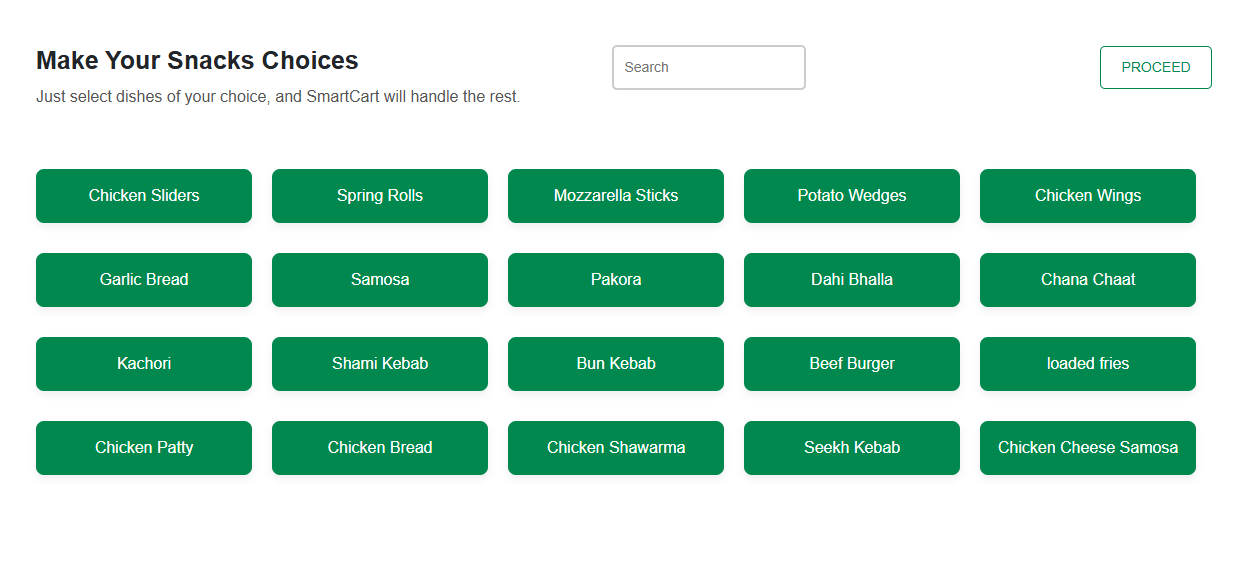 Make Your Snacks Choices
Just select dishes of your choice, and SmartCart will handle the rest.
Search
PROCEED
Chicken Sliders
Spring Rolls
Mozzarella Sticks
Potato Wedges
Chicken Wings
Garlic Bread
Samosa
Pakora
Dahi Bhalla
Chana Chaat
Kachori
Shami Kebab
Bun Kebab
Beef Burger
loaded fries
Chicken Patty
Chicken Bread
Chicken Shawarma
Seekh Kebab
Chicken Cheese Samosa